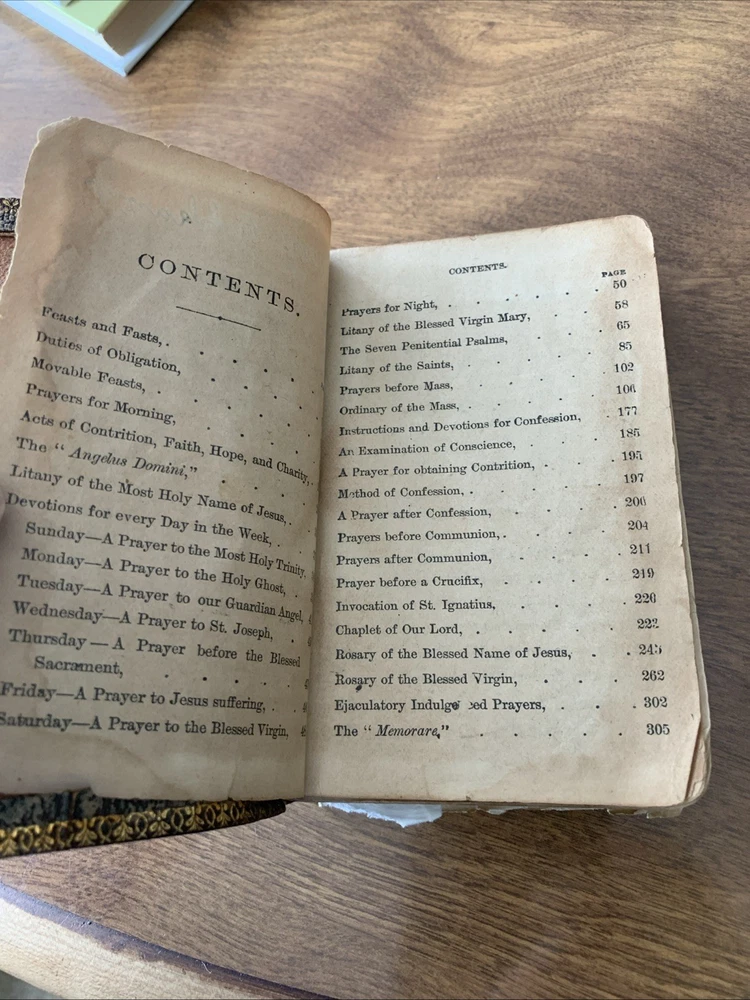 CONTENTS.
Feasts and Fasts, . . . .
Duties of Obligation, . . .
Movable Feasts, . . . .
Prayers for Morning, . . .
Acts of Contrition, Faith, Hope, and Charity, .
The "Angelus Domini," . . .
Litany of the Most Holy Name of Jesus, . .
Devotions for every Day in the Week, . .
Sunday—A Prayer to the Most Holy Trinity,
Monday—A Prayer to the Holy Ghost, .
Tuesday—A Prayer to our Guardian Angel,
Wednesday—A Prayer to St. Joseph, .
Thursday—A Prayer before the Blessed
Sacrament, . . . .
Friday—A Prayer to Jesus suffering, . .
Saturday—A Prayer to the Blessed Virgin,
CONTENTS.
PAGE
Prayers for Night, . . . . . 50
Litany of the Blessed Virgin Mary, . . 58
The Seven Penitential Psalms, . . . 65
Litany of the Saints, . . . . 85
Prayers before Mass, . . . . 102
Ordinary of the Mass, . . . . 106
Instructions and Devotions for Confession, . 177
An Examination of Conscience, . . . 185
A Prayer for obtaining Contrition, . . 195
Method of Confession, . . . . 197
A Prayer after Confession, . . . 200
Prayers before Communion, . . . . 204
Prayers after Communion, . . . 211
Prayer before a Crucifix, . . . . 219
Invocation of St. Ignatius, . . . . 220
Chaplet of Our Lord, . . . . . 222
Rosary of the Blessed Name of Jesus, . . 245
Rosary of the Blessed Virgin, . . . 262
Ejaculatory Indulg ced Prayers, . . . 302
The "Memorare," . . . . . 305